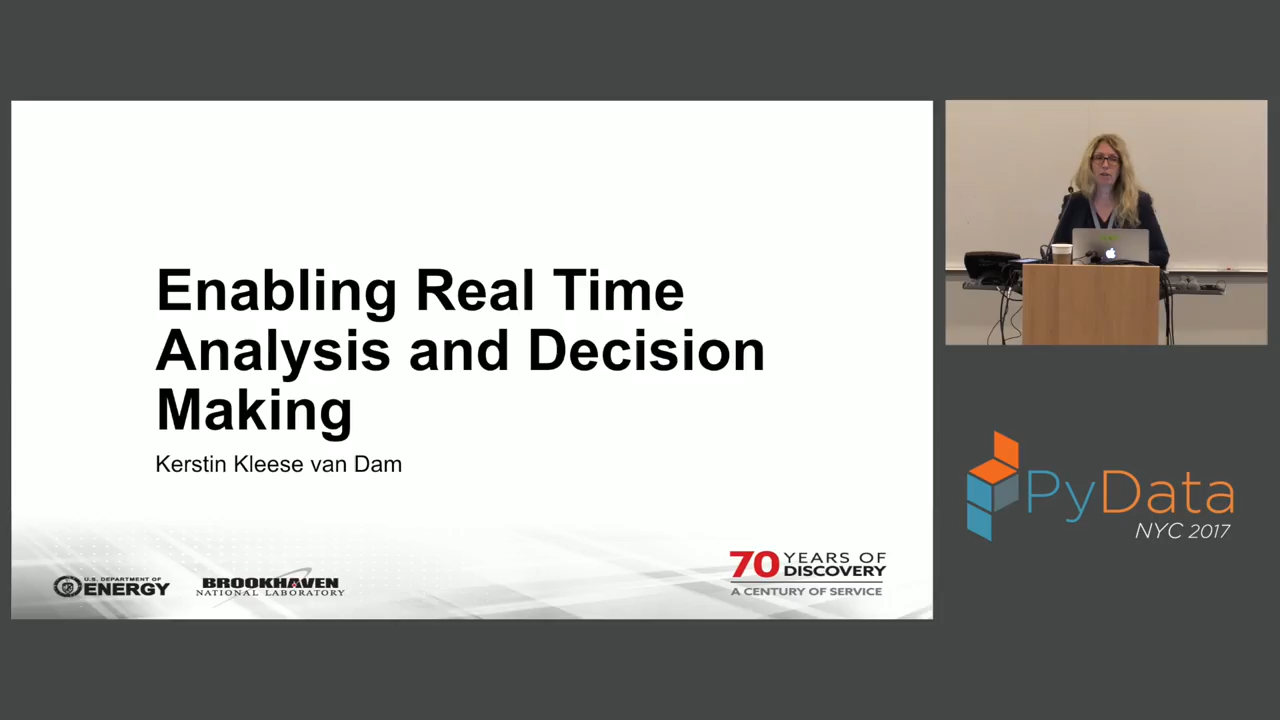 Enabling Real Time
Analysis and Decision
Making
Kerstin Kleese van Dam
U.S. DEPARTMENT OF
ENERGY
BROOKHAVEN
NATIONAL LABORATORY
70 YEARS OF
DISCOVERY
A CENTURY OF SERVICE
PyData
NYC 2017